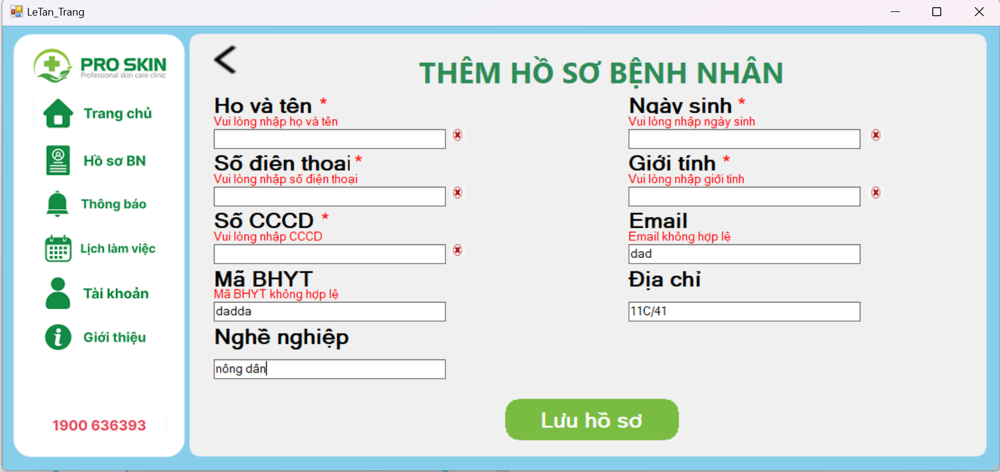 LeTan_Trang
PRO SKIN
Professional skin care clinic
Trang chủ
Hồ sơ BN
Thông báo
Lịch làm việc
Tài khoản
Giới thiệu
1900 636393
THÊM HỒ SƠ BỆNH NHÂN
Họ và tên *
Vui lòng nhập họ và tên
Ngày sinh *
Vui lòng nhập ngày sinh
Số điện thoại *
Vui lòng nhập số điện thoại
Giới tính *
Vui lòng nhập giới tính
Số CCCD *
Vui lòng nhập CCCD
Email
Email không hợp lệ
dad
Mã BHYT
Mã BHYT không hợp lệ
dadda
Địa chỉ
11C/41
Nghề nghiệp
nông dân
Lưu hồ sơ